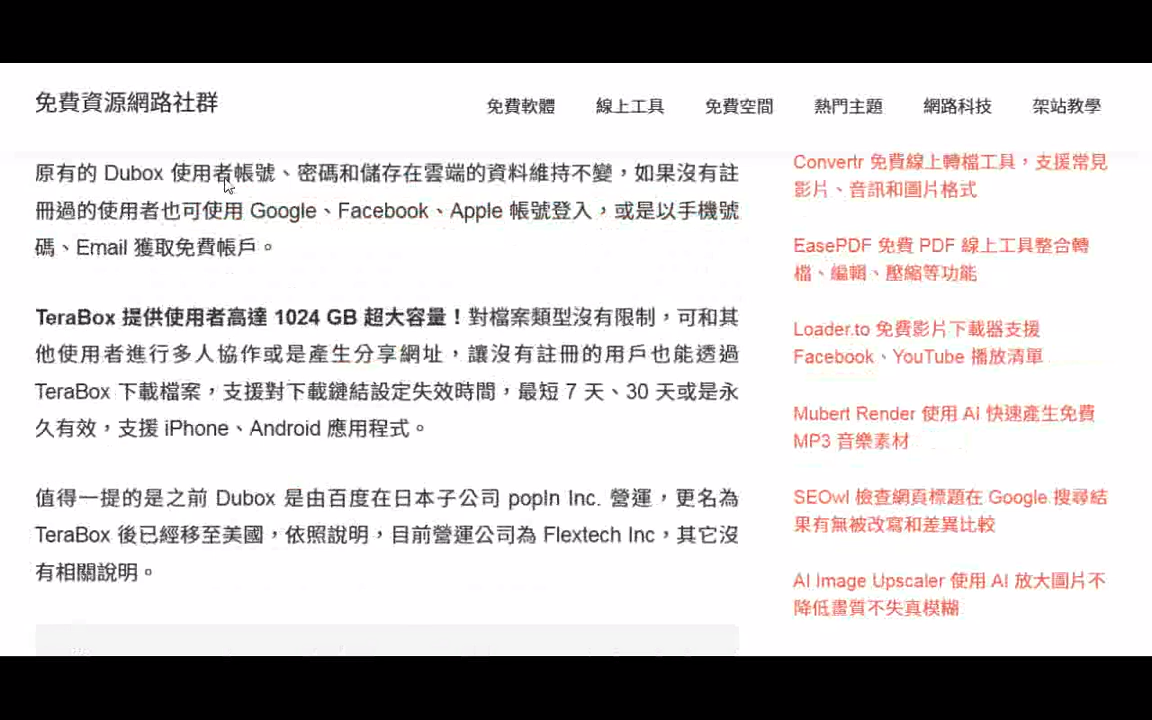 免費資源網路社群
免費軟體
線上工具
免費空間
熱門主題
網路科技
架站教學
原有的 Dubox 使用者帳號、密碼和儲存在雲端的資料維持不變，如果沒有註
冊過的使用者也可使用 Google、Facebook、Apple 帳號登入，或是以手機號
碼、Email 獲取免費帳戶。
TeraBox 提供使用者高達 1024 GB 超大容量！對檔案類型沒有限制，可和其
他使用者進行多人協作或是產生分享網址，讓沒有註冊的用戶也能透過
TeraBox 下載檔案，支援對下載鏈結設定失效時間，最短 7 天、30 天或是永
久有效，支援 iPhone、Android 應用程式。
值得一提的是之前 Dubox 是由百度在日本子公司 popIn Inc. 營運，更名為
TeraBox 後已經移至美國，依照說明，目前營運公司為 Flextech Inc，其它沒
有相關說明。
Convertr 免費線上轉檔工具，支援常見
影片、音訊和圖片格式
EasePDF 免費 PDF 線上工具整合轉
檔、編輯、壓縮等功能
Loader.to 免費影片下載器支援
Facebook、YouTube 播放清單
Mubert Render 使用 AI 快速產生免費
MP3 音樂素材
SEOwl 檢查網頁標題在 Google 搜尋結
果有無被改寫和差異比較
AI Image Upscaler 使用 AI 放大圖片不
降低畫質不失真模糊